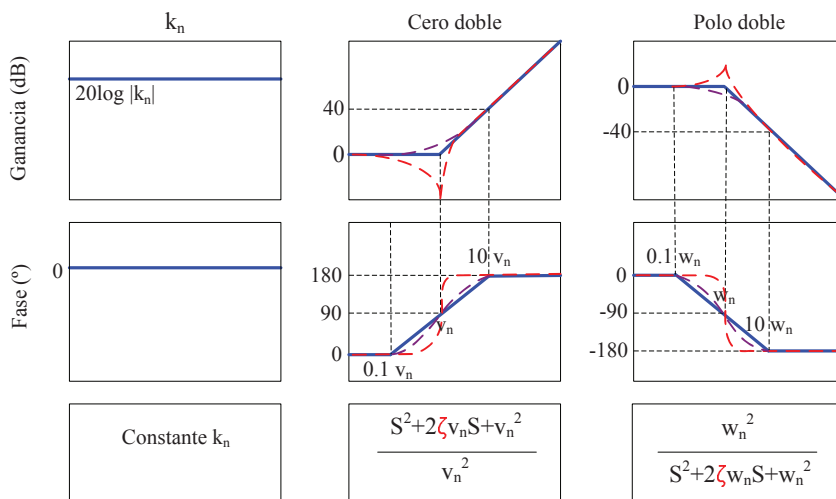 kₙ
Cero doble
Polo doble
Ganancia (dB)
20log |kₙ|
40
0
0
-40
Fase (º)
0
180
90
0
10 vₙ
vₙ
0.1 vₙ
0
-90
-180
0.1 wₙ
wₙ
10 wₙ
Constante kₙ
S²+2ζvₙS+vₙ²
vₙ²
wₙ²
S²+2ζwₙS+wₙ²